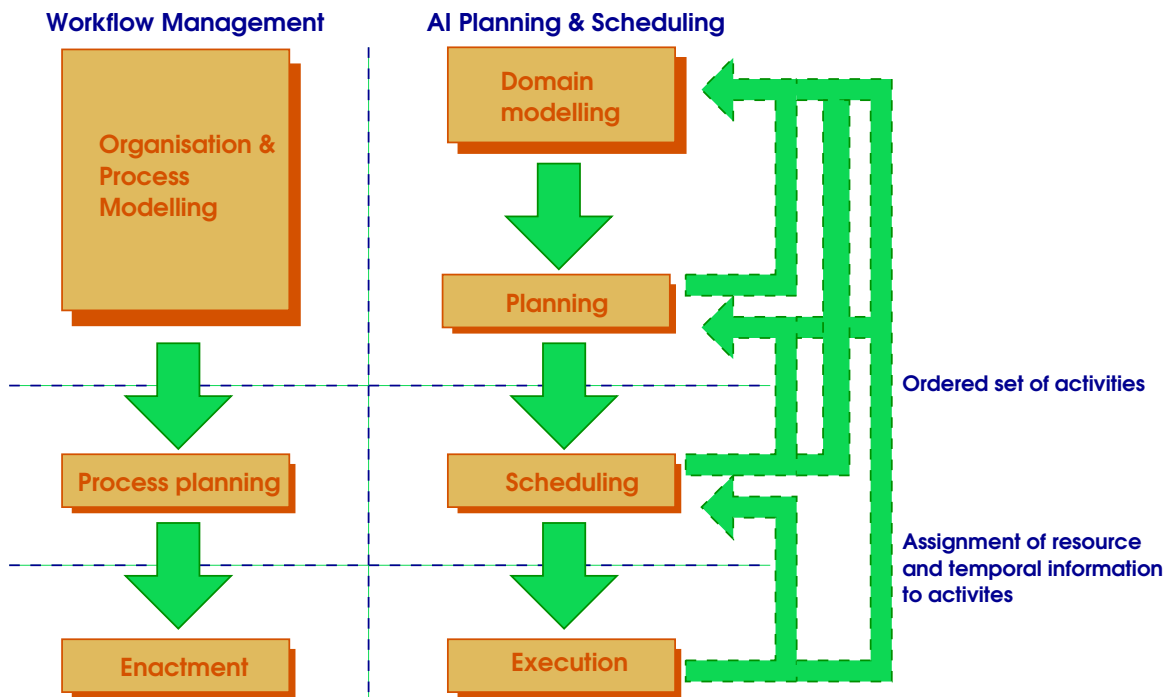 Workflow Management
AI Planning & Scheduling
Organisation &
Process
Modelling
Domain
modelling
Planning
Ordered set of activities
Process planning
Scheduling
Assignment of resource
and temporal information
to activites
Enactment
Execution